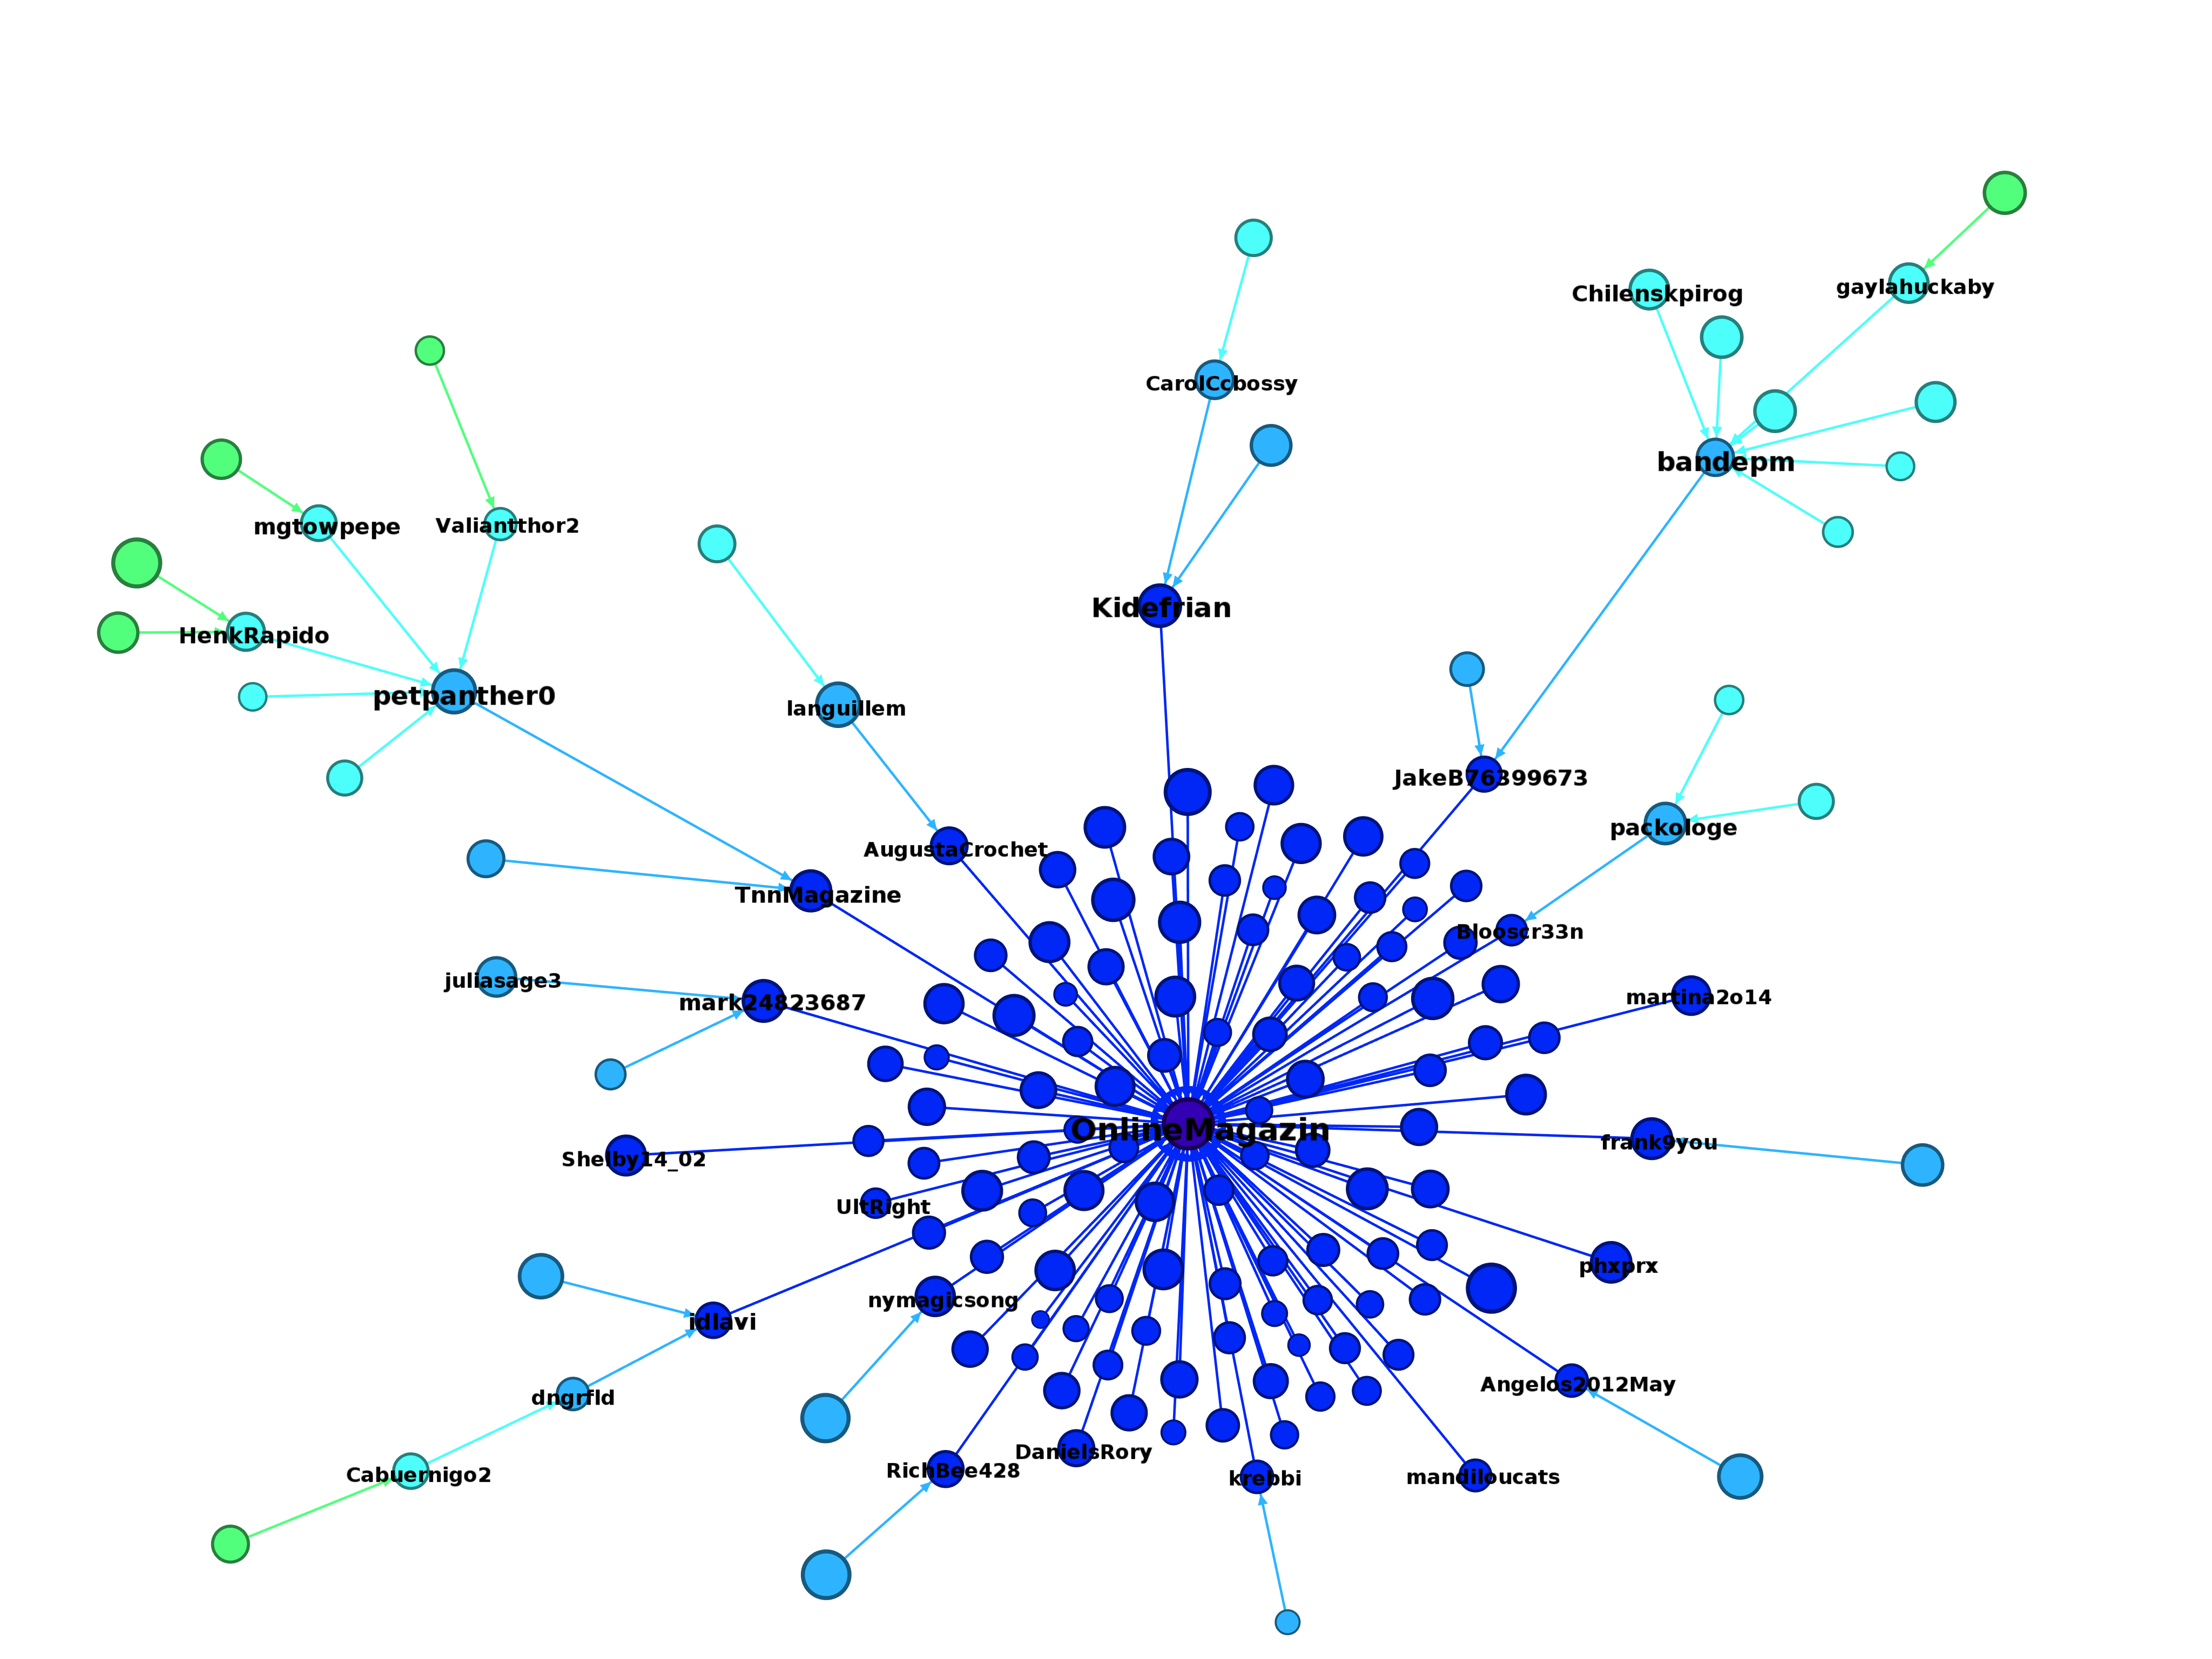 gaylahuckaby
Chilenskpirog
CarolCcbossy
bandepm
mgtowpepe
Valiantthor2
Kidefrian
HenkRapido
petpanther0
languillem
JakeB76399673
packologe
AugustaCrochet
TnnMagazine
Blooscr33n
juliasage3
mark24823687
martina2o14
OnlineMagazin
frank9you
Shelby14_02
UltRight
phxprx
nymagicsong
idlavi
Angelos2012May
dngrfld
DanielsRory
RichBee428
Cabuernigo2
krebbi
mandiloucats